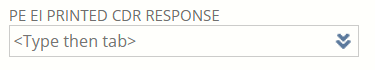 PE EI PRINTED CDR RESPONSE
<Type then tab>